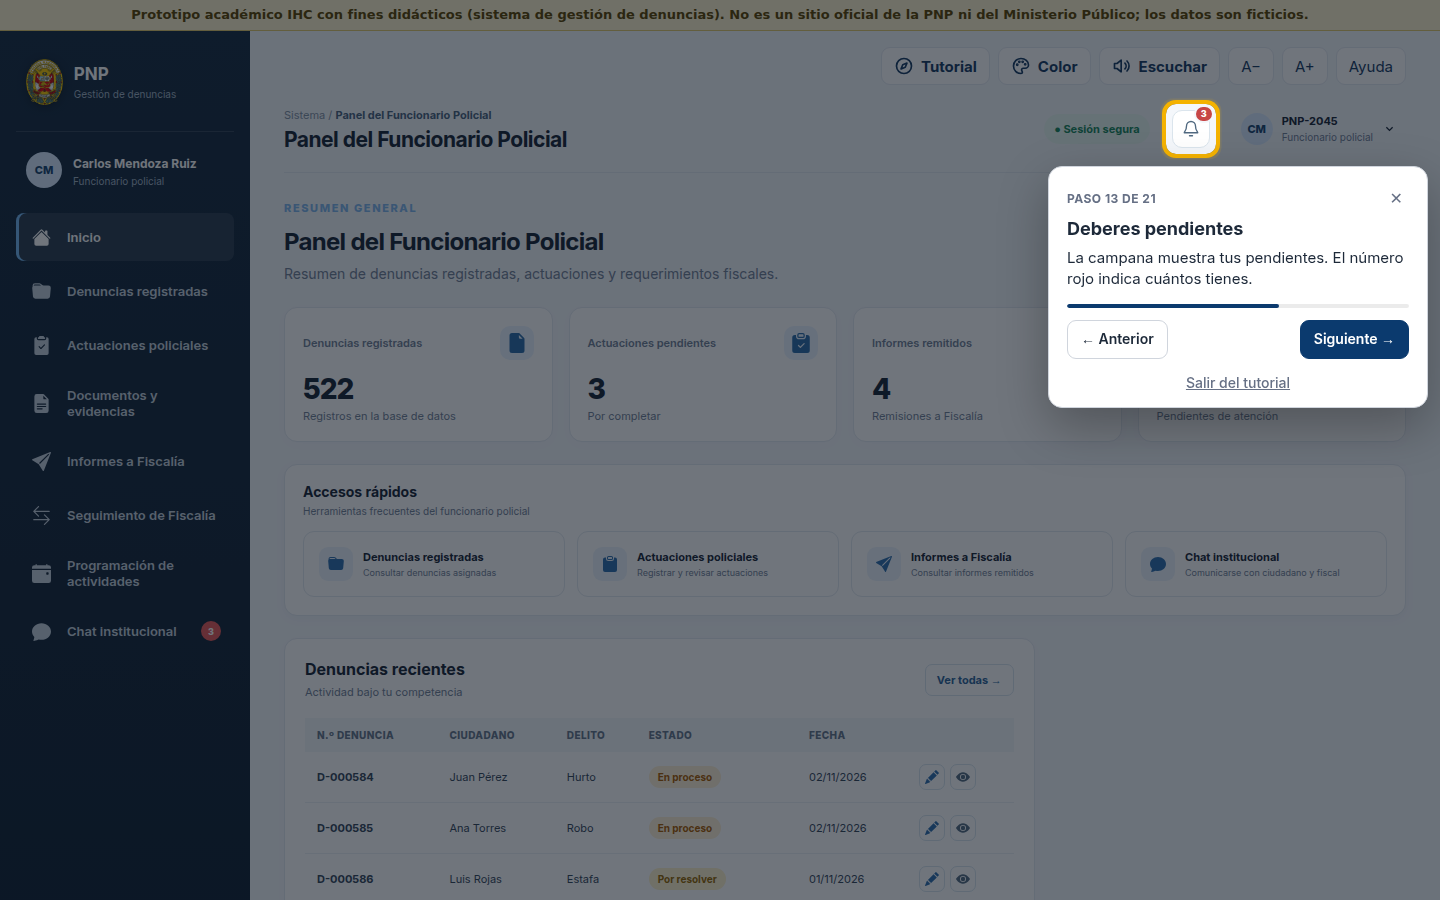 Prototipo académico IHC con fines didácticos (sistema de gestión de denuncias). No es un sitio oficial de la PNP ni del Ministerio Público; los datos son ficticios.
PNP
Gestión de denuncias
CM
Carlos Mendoza Ruiz
Funcionario policial
Inicio
Denuncias registradas
Actuaciones policiales
Documentos y
evidencias
Informes a Fiscalía
Seguimiento de Fiscalía
Programación de
actividades
Chat institucional 3
Tutorial Color Escuchar A− A+ Ayuda
Sistema / Panel del Funcionario Policial
Panel del Funcionario Policial
● Sesión segura
3
CM
PNP-2045
Funcionario policial
PASO 13 DE 21 ×
Deberes pendientes
La campana muestra tus pendientes. El número
rojo indica cuántos tienes.
← Anterior Siguiente →
Salir del tutorial
RESUMEN GENERAL
Panel del Funcionario Policial
Resumen de denuncias registradas, actuaciones y requerimientos fiscales.
Denuncias registradas
522
Registros en la base de datos
Actuaciones pendientes
3
Por completar
Informes remitidos
4
Remisiones a Fiscalía
Pendientes de atención
Accesos rápidos
Herramientas frecuentes del funcionario policial
Denuncias registradas
Consultar denuncias asignadas
Actuaciones policiales
Registrar y revisar actuaciones
Informes a Fiscalía
Consultar informes remitidos
Chat institucional
Comunicarse con ciudadano y fiscal
Denuncias recientes
Actividad bajo tu competencia
Ver todas →
N.º DENUNCIA CIUDADANO DELITO ESTADO FECHA
D-000584 Juan Pérez Hurto En proceso 02/11/2026
D-000585 Ana Torres Robo En proceso 02/11/2026
D-000586 Luis Rojas Estafa Por resolver 01/11/2026